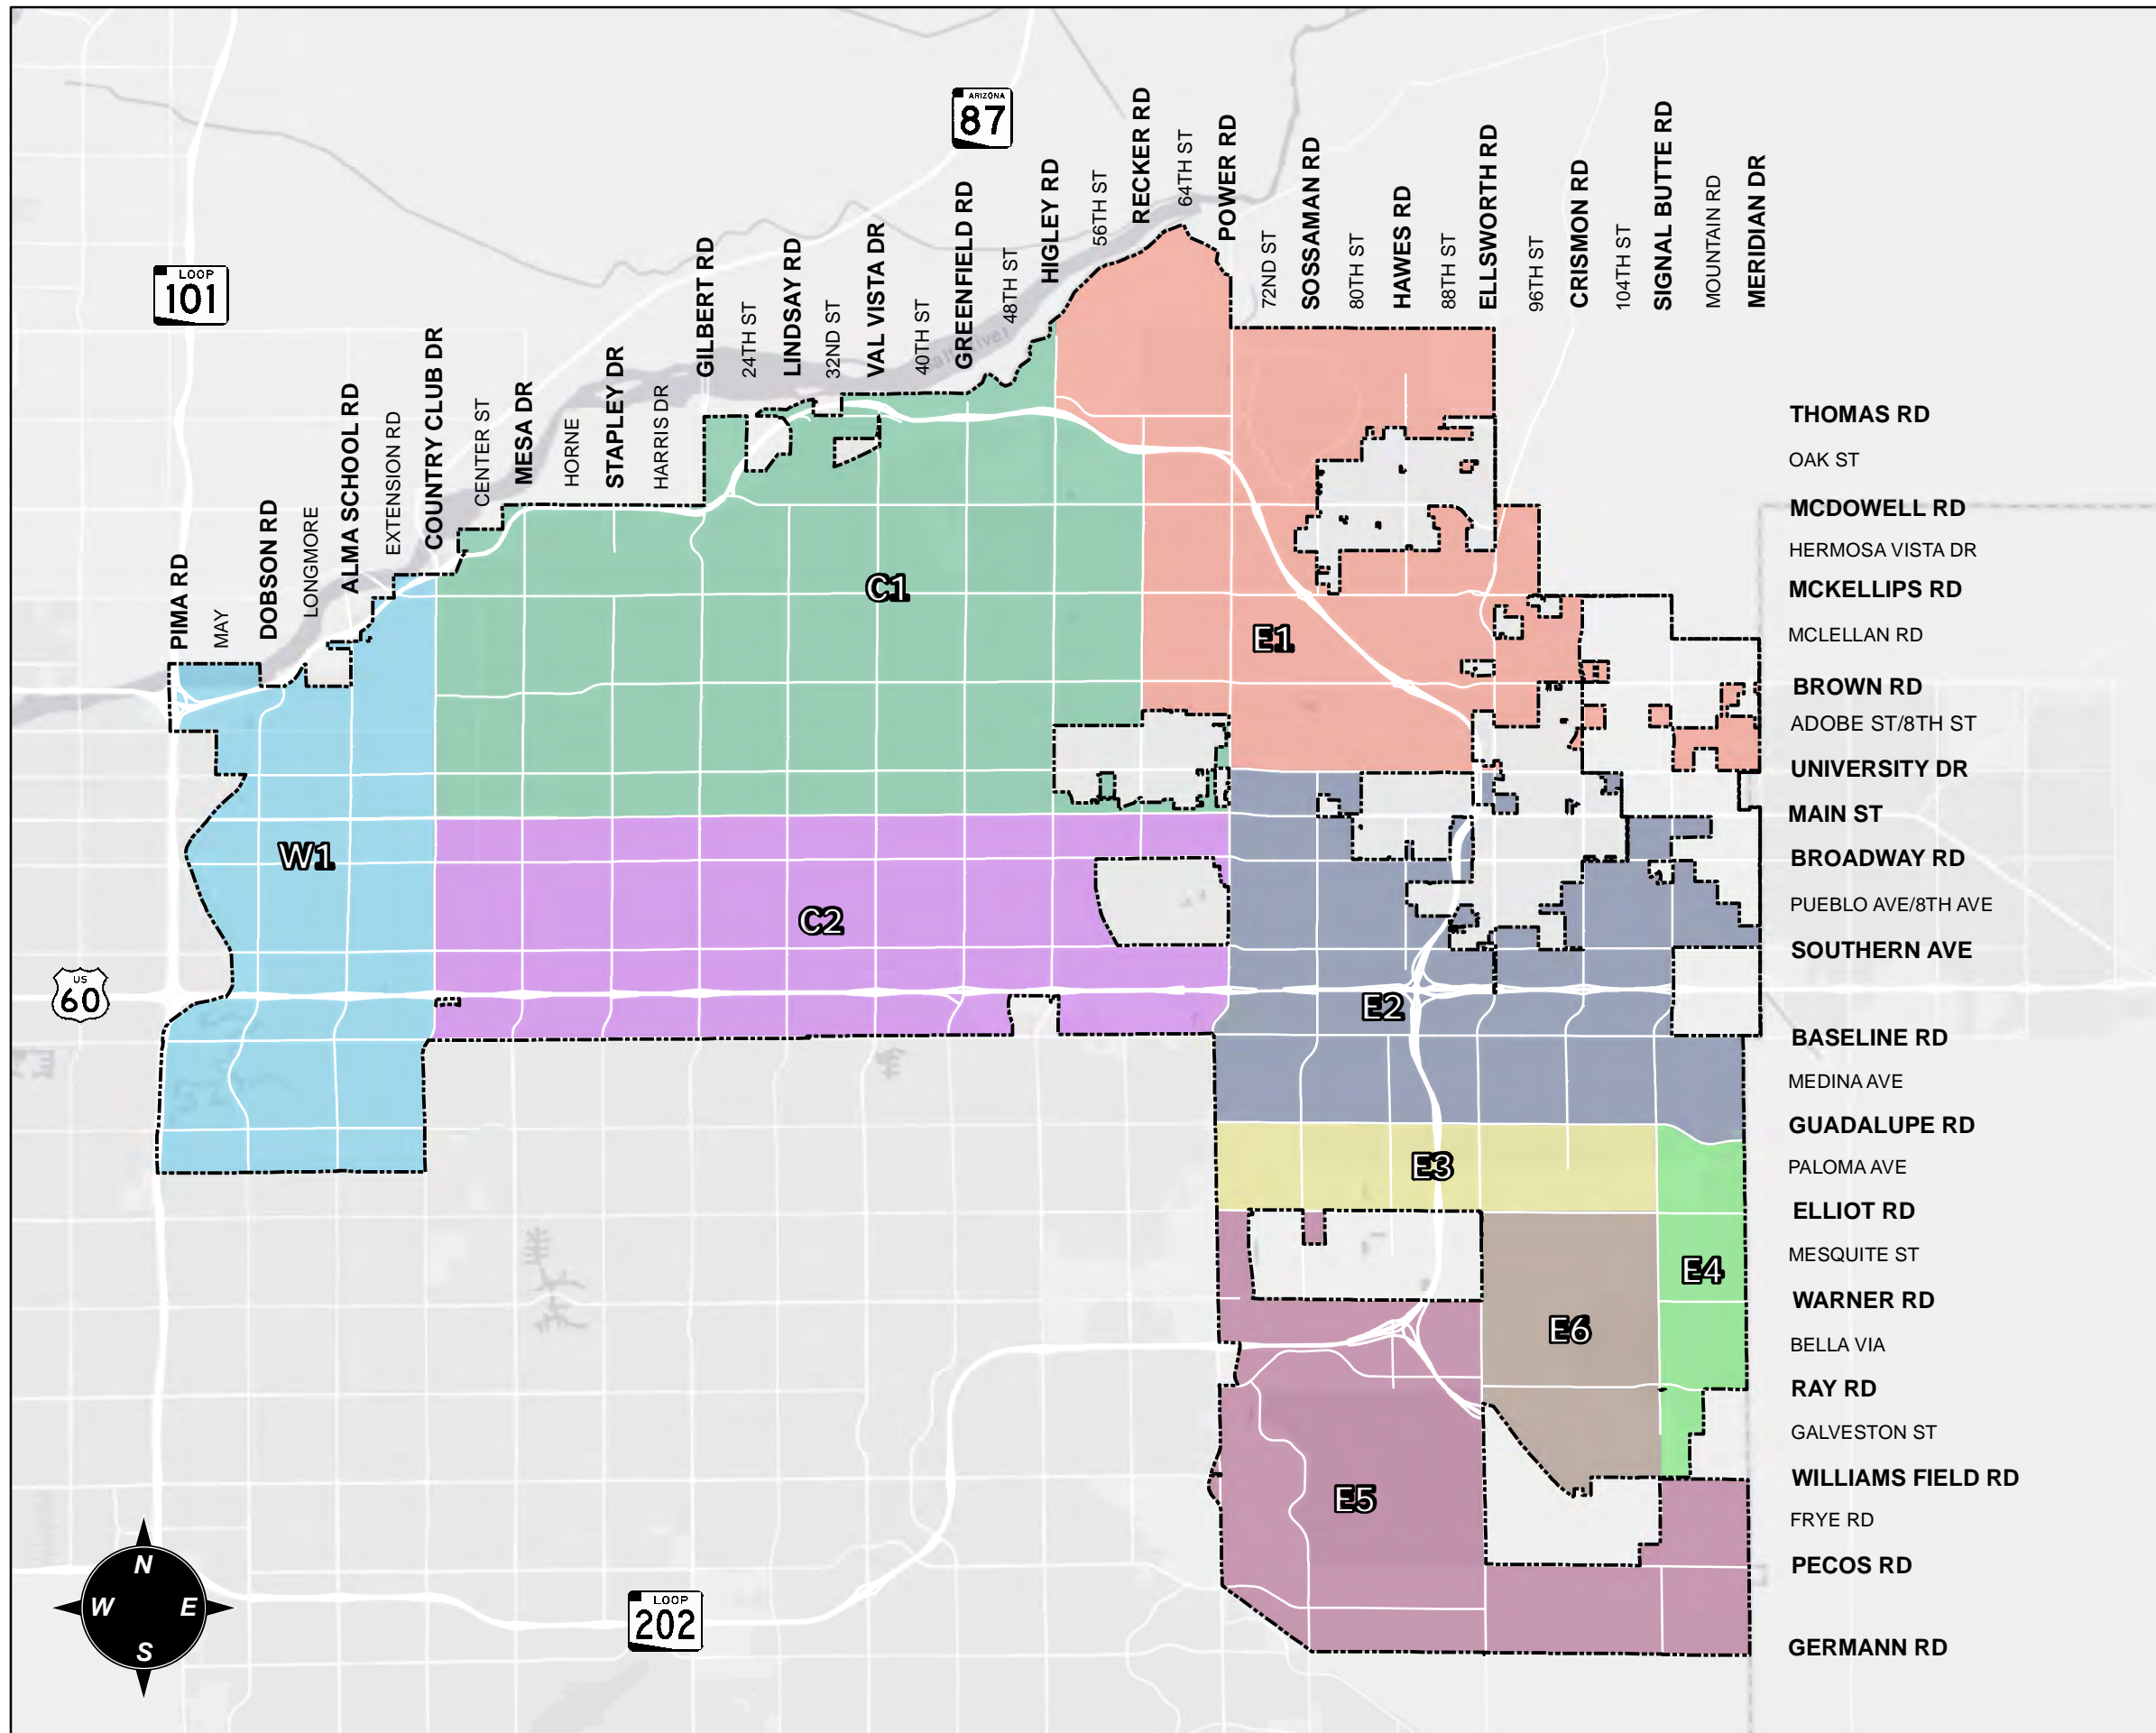 ARIZONA
87
LOOP
101
PIMA RD
MAY
DOBSON RD
LONGMORE
ALMA SCHOOL RD
EXTENSION RD
COUNTRY CLUB DR
CENTER ST
MESA DR
HORNE
STAPLEY DR
HARRIS DR
GILBERT RD
24TH ST
LINDSAY RD
32ND ST
VAL VISTA DR
40TH ST
GREENFIELD RD
48TH ST
HIGLEY RD
56TH ST
RECKER RD
64TH ST
POWER RD
72ND ST
SOSSAMAN RD
80TH ST
HAWES RD
88TH ST
ELLSWORTH RD
96TH ST
CRISMON RD
104TH ST
SIGNAL BUTTE RD
MOUNTAIN RD
MERIDIAN DR
THOMAS RD
OAK ST
MCDOWELL RD
HERMOSA VISTA DR
MCKELLIPS RD
MCLELLAN RD
BROWN RD
ADOBE ST/8TH ST
UNIVERSITY DR
MAIN ST
BROADWAY RD
PUEBLO AVE/8TH AVE
SOUTHERN AVE
BASELINE RD
MEDINA AVE
GUADALUPE RD
PALOMA AVE
ELLIOT RD
MESQUITE ST
WARNER RD
BELLA VIA
RAY RD
GALVESTON ST
WILLIAMS FIELD RD
FRYE RD
PECOS RD
GERMANN RD
C1
E1
W1
C2
E2
E3
E4
E6
E5
US
60
LOOP
202
N
W E
S